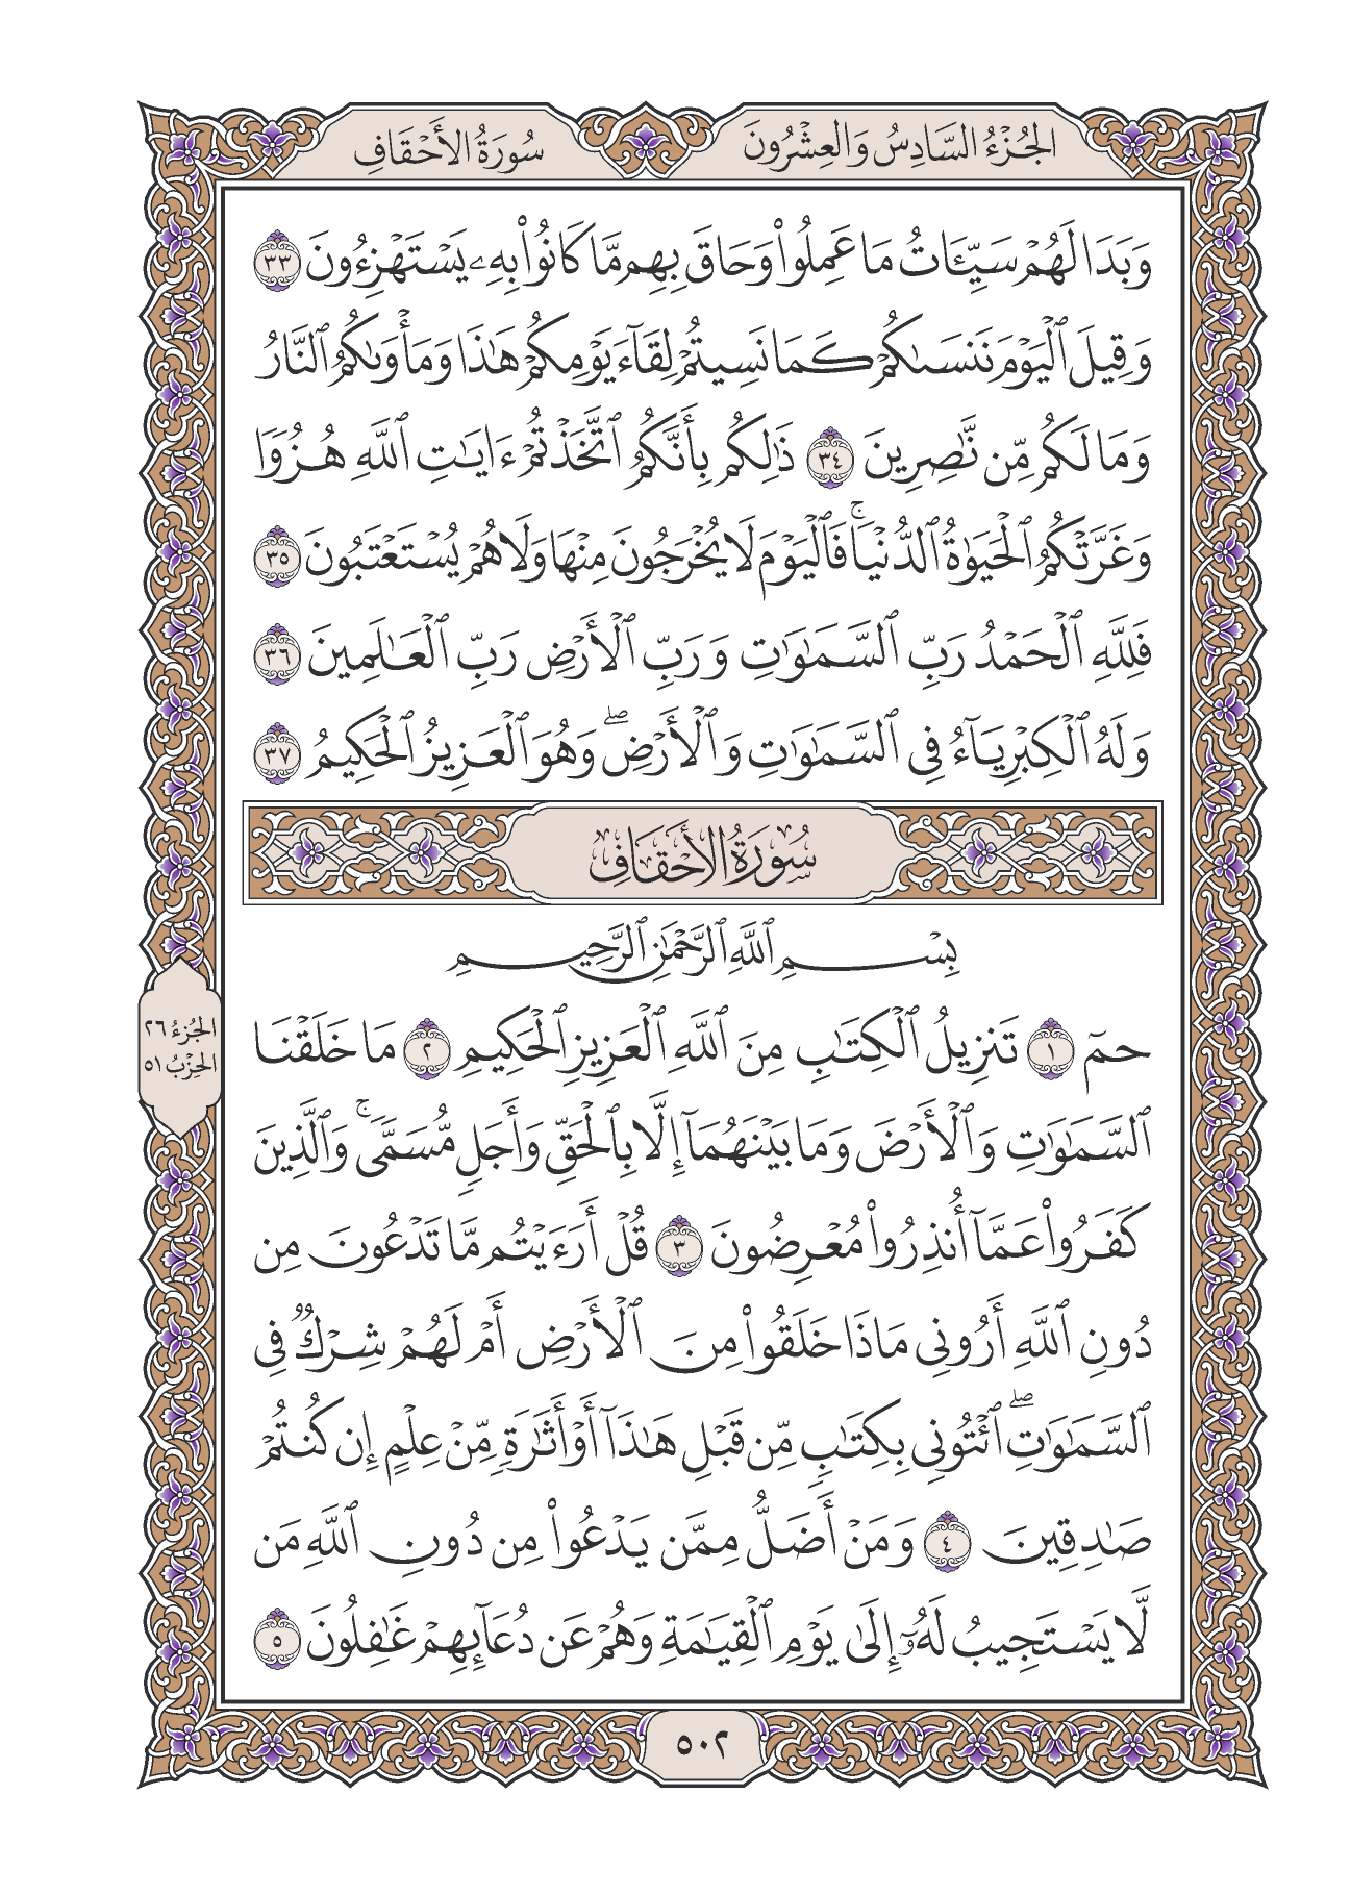 الجُزْءُ السَّادِسُ وَالعِشْرُونَ
سُورَةُ الأَحْقَافِ
وَبَدَا لَهُمْ سَيِّـَٔاتُ مَا عَمِلُوا۟ وَحَاقَ بِهِم مَّا كَانُوا۟ بِهِۦ يَسْتَهْزِءُونَ ٣٣
وَقِيلَ ٱلْيَوْمَ نَنسَىٰكُمْ كَمَا نَسِيتُمْ لِقَآءَ يَوْمِكُمْ هَـٰذَا وَمَأْوَىٰكُمُ ٱلنَّارُ
وَمَا لَكُم مِّن نَّـٰصِرِينَ ٣٤ ذَٰلِكُم بِأَنَّكُمُ ٱتَّخَذْتُمْ ءَايَـٰتِ ٱللَّهِ هُزُوًا
وَغَرَّتْكُمُ ٱلْحَيَوٰةُ ٱلدُّنْيَا ۚ فَٱلْيَوْمَ لَا يُخْرَجُونَ مِنْهَا وَلَا هُمْ يُسْتَعْتَبُونَ ٣٥
فَلِلَّهِ ٱلْحَمْدُ رَبِّ ٱلسَّمَـٰوَٰتِ وَرَبِّ ٱلْأَرْضِ رَبِّ ٱلْعَـٰلَمِينَ ٣٦
وَلَهُ ٱلْكِبْرِيَآءُ فِى ٱلسَّمَـٰوَٰتِ وَٱلْأَرْضِ ۖ وَهُوَ ٱلْعَزِيزُ ٱلْحَكِيمُ ٣٧
سُورَةُ الأَحْقَافِ
بِسْمِ ٱللَّهِ ٱلرَّحْمَـٰنِ ٱلرَّحِيمِ
حمٓ ١ تَنزِيلُ ٱلْكِتَـٰبِ مِنَ ٱللَّهِ ٱلْعَزِيزِ ٱلْحَكِيمِ ٢ مَا خَلَقْنَا
ٱلسَّمَـٰوَٰتِ وَٱلْأَرْضَ وَمَا بَيْنَهُمَآ إِلَّا بِٱلْحَقِّ وَأَجَلٍ مُّسَمًّى ۚ وَٱلَّذِينَ
كَفَرُوا۟ عَمَّآ أُنذِرُوا۟ مُعْرِضُونَ ٣ قُلْ أَرَءَيْتُم مَّا تَدْعُونَ مِن
دُونِ ٱللَّهِ أَرُونِى مَاذَا خَلَقُوا۟ مِنَ ٱلْأَرْضِ أَمْ لَهُمْ شِرْكٌ فِى
ٱلسَّمَـٰوَٰتِ ۖ ٱئْتُونِى بِكِتَـٰبٍ مِّن قَبْلِ هَـٰذَآ أَوْ أَثَـٰرَةٍ مِّنْ عِلْمٍ إِن كُنتُمْ
صَـٰدِقِينَ ٤ وَمَنْ أَضَلُّ مِمَّن يَدْعُوا۟ مِن دُونِ ٱللَّهِ مَن
لَّا يَسْتَجِيبُ لَهُۥٓ إِلَىٰ يَوْمِ ٱلْقِيَـٰمَةِ وَهُمْ عَن دُعَآئِهِمْ غَـٰفِلُونَ ٥
الجُزءُ ٢٦
الحِزْبُ ٥١
٥٠٢